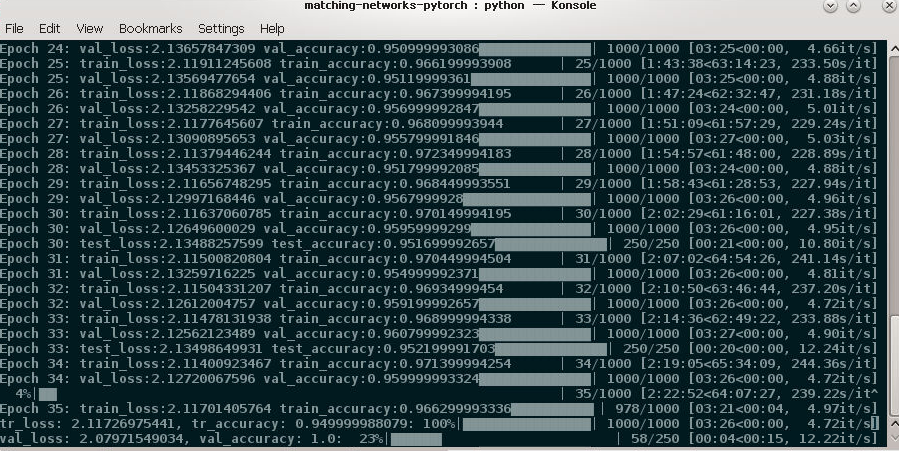 matching-networks-pytorch : python — Konsole
File Edit View Bookmarks Settings Help
Epoch 24: val_loss:2.13657847309 val_accuracy:0.950999993086| 1000/1000 [03:25<00:00, 4.66it/s]
Epoch 25: train_loss:2.11911245608 train_accuracy:0.966199993908 | 25/1000 [1:43:38<63:14:23, 233.50s/it]
Epoch 25: val_loss:2.13569477654 val_accuracy:0.95119999361| 1000/1000 [03:25<00:00, 4.88it/s]
Epoch 26: train_loss:2.11868294406 train_accuracy:0.967399994195 | 26/1000 [1:47:24<62:32:47, 231.18s/it]
Epoch 26: val_loss:2.13258229542 val_accuracy:0.956999992847| 1000/1000 [03:24<00:00, 5.01it/s]
Epoch 27: train_loss:2.1177645607 train_accuracy:0.968099993944 | 27/1000 [1:51:09<61:57:29, 229.24s/it]
Epoch 27: val_loss:2.13090895653 val_accuracy:0.955799991846| 1000/1000 [03:27<00:00, 5.03it/s]
Epoch 28: train_loss:2.11379446244 train_accuracy:0.972349994183 | 28/1000 [1:54:57<61:48:00, 228.89s/it]
Epoch 28: val_loss:2.13453325367 val_accuracy:0.951799992085| 1000/1000 [03:24<00:00, 4.88it/s]
Epoch 29: train_loss:2.11656748295 train_accuracy:0.968449993551 | 29/1000 [1:58:43<61:28:53, 227.94s/it]
Epoch 29: val_loss:2.12997168446 val_accuracy:0.9567999928| 1000/1000 [03:26<00:00, 4.96it/s]
Epoch 30: train_loss:2.11637060785 train_accuracy:0.970149994195 | 30/1000 [2:02:29<61:16:01, 227.38s/it]
Epoch 30: val_loss:2.12649600029 val_accuracy:0.95959999299| 1000/1000 [03:26<00:00, 4.95it/s]
Epoch 30: test_loss:2.13488257599 test_accuracy:0.951699992657| 250/250 [00:21<00:00, 10.80it/s]
Epoch 31: train_loss:2.11500820804 train_accuracy:0.970449994504 | 31/1000 [2:07:02<64:54:26, 241.14s/it]
Epoch 31: val_loss:2.13259716225 val_accuracy:0.954999992371| 1000/1000 [03:26<00:00, 4.81it/s]
Epoch 32: train_loss:2.11504331207 train_accuracy:0.96934999454 | 32/1000 [2:10:50<63:46:44, 237.20s/it]
Epoch 32: val_loss:2.12612004757 val_accuracy:0.959199992657| 1000/1000 [03:26<00:00, 4.72it/s]
Epoch 33: train_loss:2.11478131938 train_accuracy:0.968999994338 | 33/1000 [2:14:36<62:49:22, 233.88s/it]
Epoch 33: val_loss:2.12562123489 val_accuracy:0.960799992323| 1000/1000 [03:27<00:00, 4.90it/s]
Epoch 33: test_loss:2.13498649931 test_accuracy:0.952199991703| 250/250 [00:20<00:00, 12.24it/s]
Epoch 34: train_loss:2.11400923467 train_accuracy:0.971399994254 | 34/1000 [2:19:05<65:34:09, 244.36s/it]
Epoch 34: val_loss:2.12720067596 val_accuracy:0.959999993324| 1000/1000 [03:26<00:00, 4.72it/s]
4%| | 35/1000 [2:22:52<64:07:27, 239.22s/it^
Epoch 35: train_loss:2.11701405764 train_accuracy:0.966299993336| 978/1000 [03:21<00:04, 4.97it/s]
tr_loss: 2.11726975441, tr_accuracy: 0.949999988079: 100%|| 1000/1000 [03:26<00:00, 4.72it/s]]
val_loss: 2.07971549034, val_accuracy: 1.0: 23%| | 58/250 [00:04<00:15, 12.22it/s]